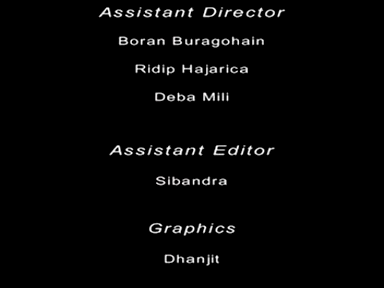 Assistant Director
Boran Buragohain
Ridip Hajarica
Deba Mili
Assistant Editor
Sibandra
Graphics
Dhanjit